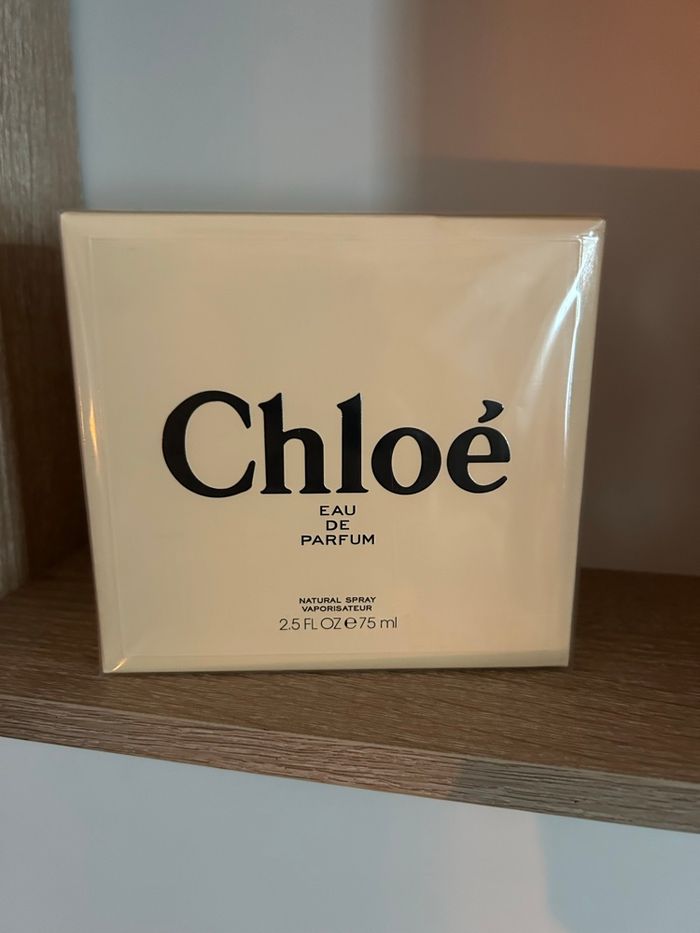 Chloé
EAU
DE
PARFUM
NATURAL SPRAY
VAPORISATEUR
2.5 FL OZ ℮ 75 ml